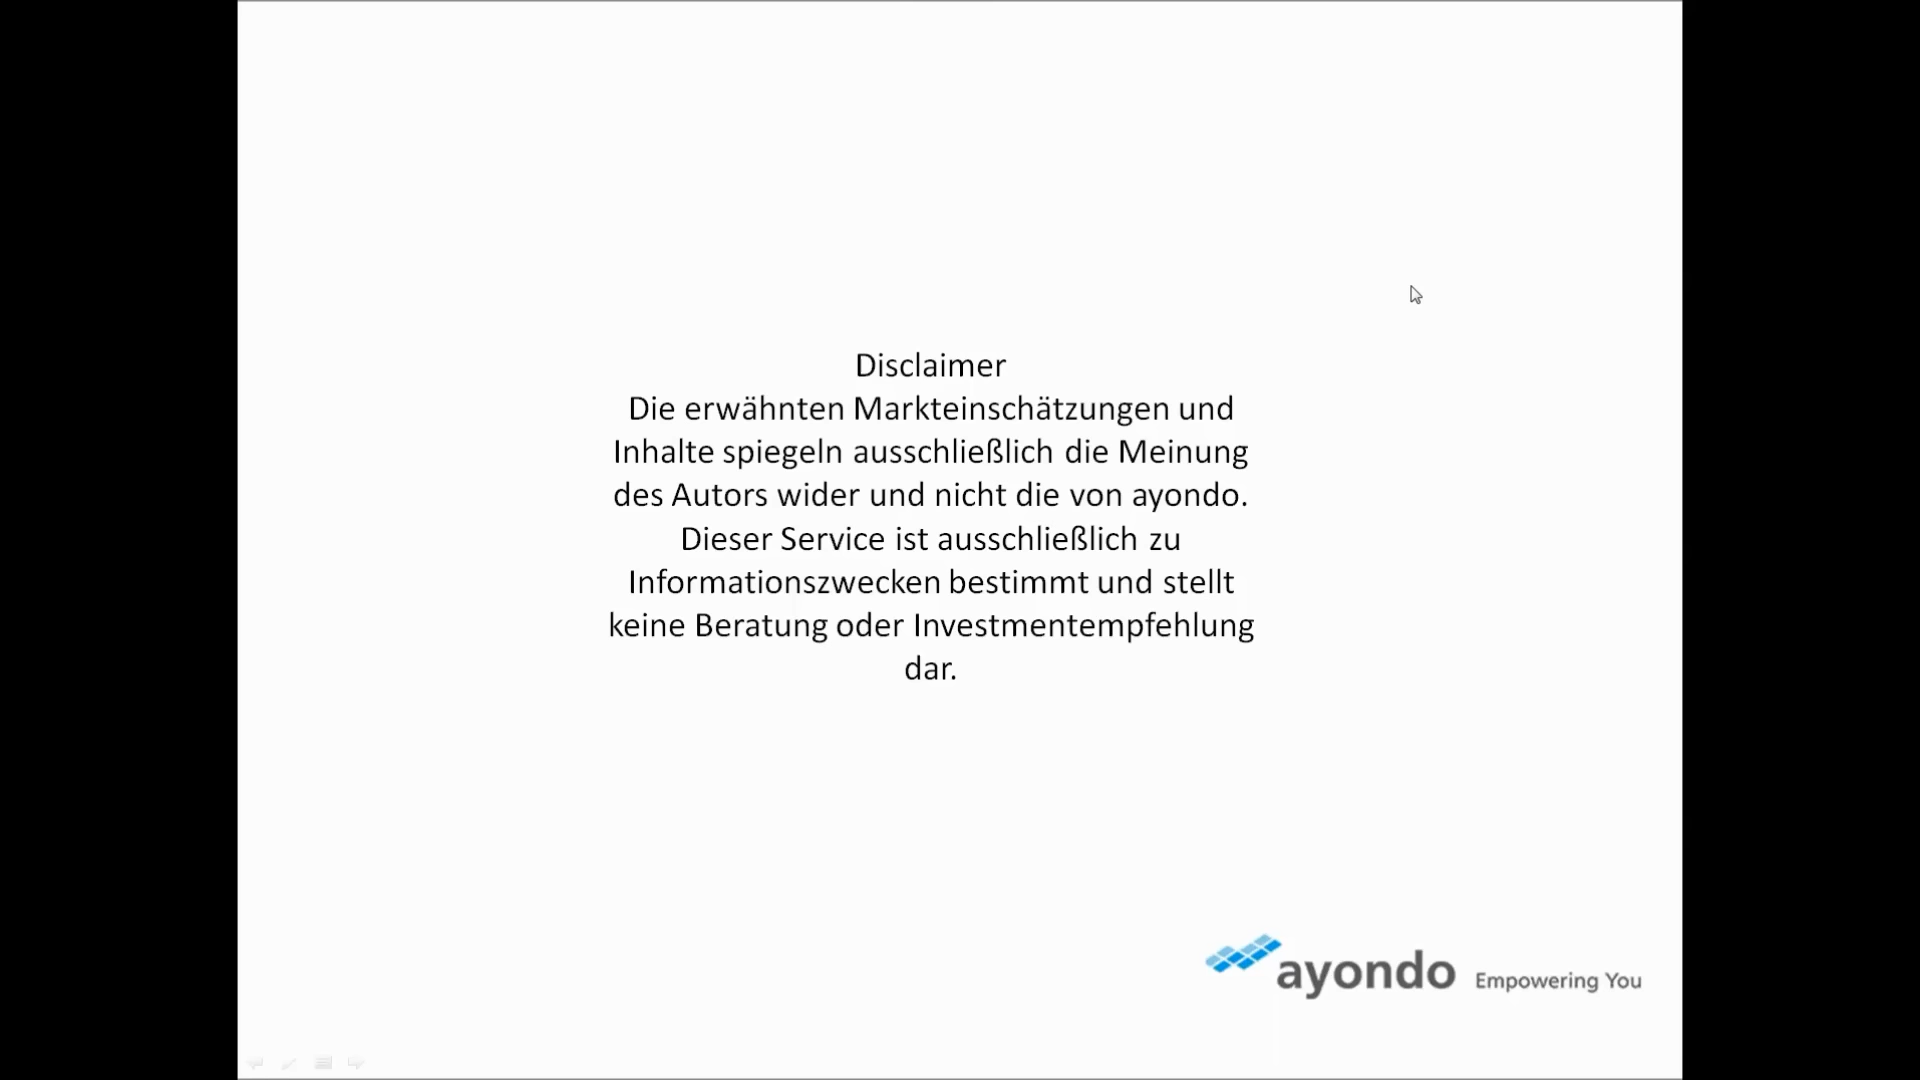 Disclaimer
Die erwähnten Markteinschätzungen und
Inhalte spiegeln ausschließlich die Meinung
des Autors wider und nicht die von ayondo.
Dieser Service ist ausschließlich zu
Informationszwecken bestimmt und stellt
keine Beratung oder Investmentempfehlung
dar.
ayondo Empowering You